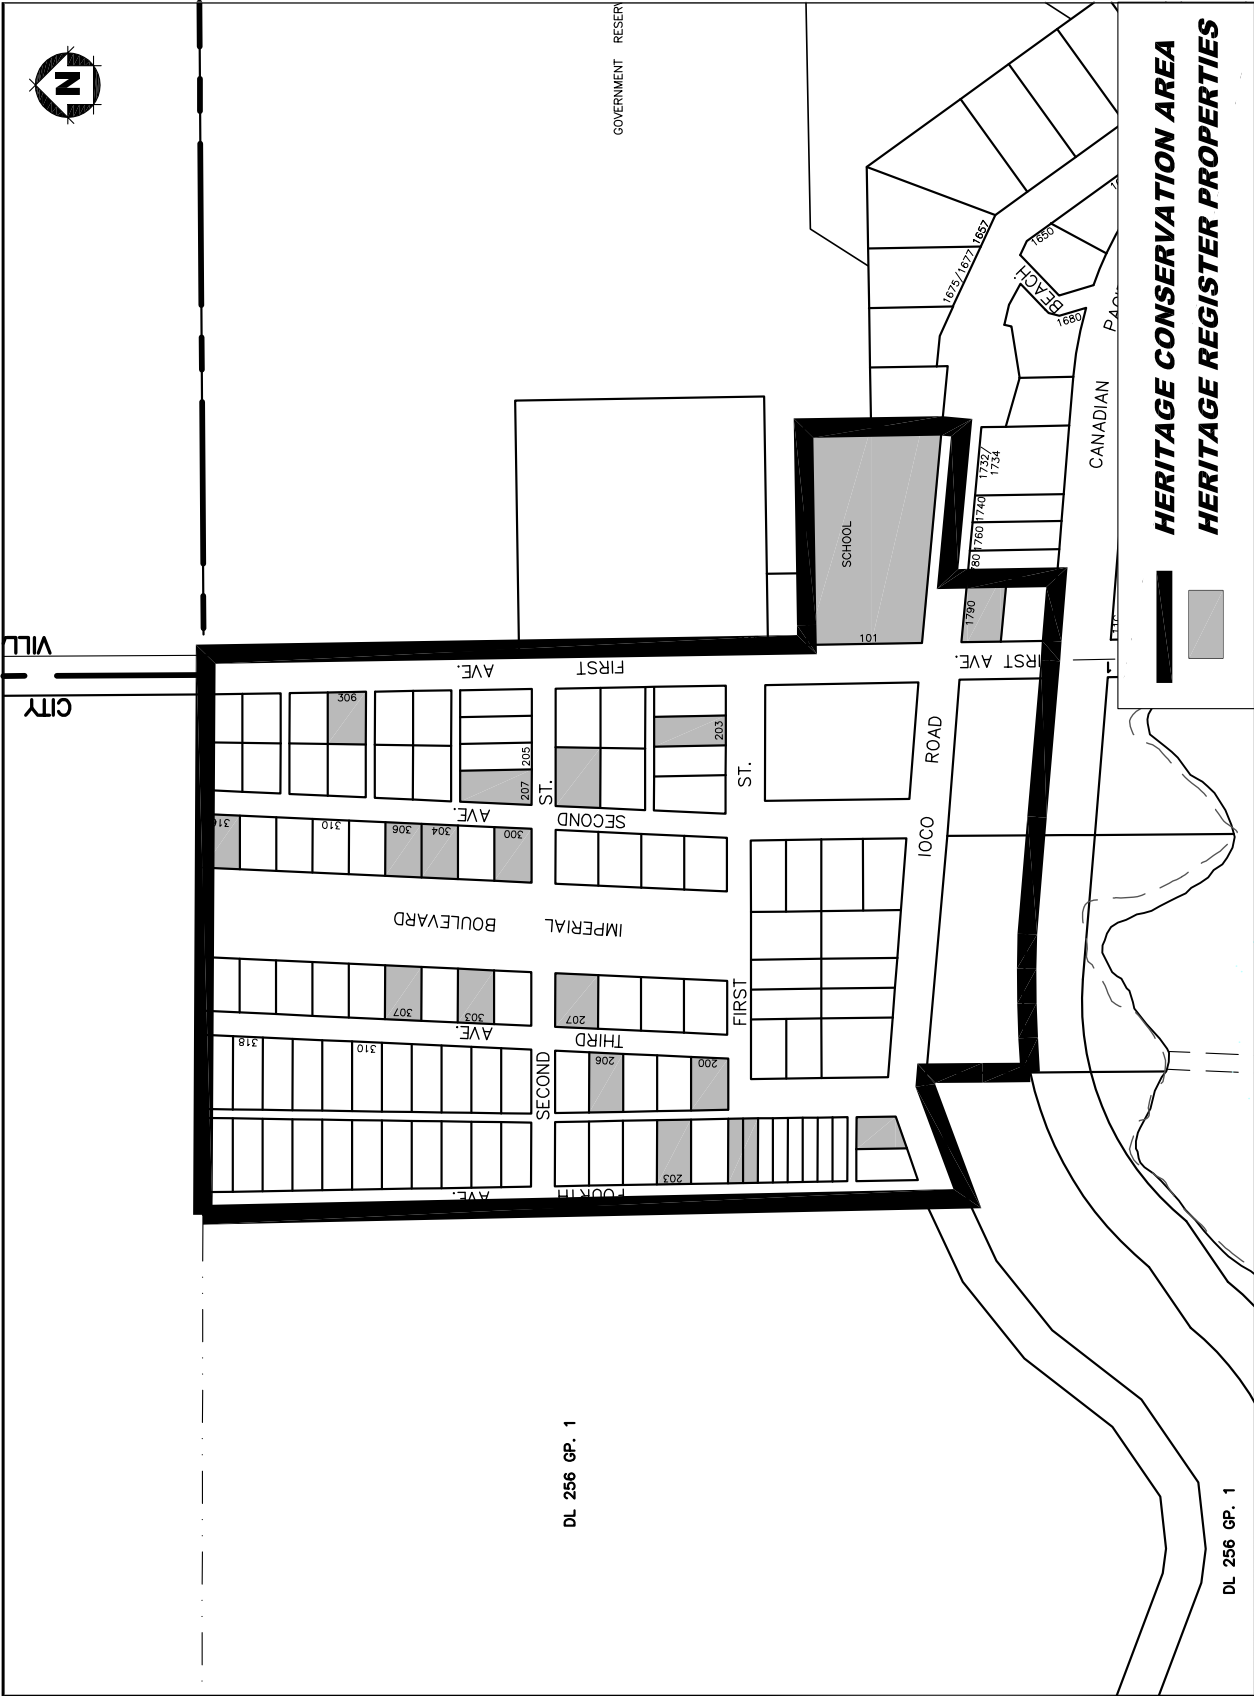 HERITAGE CONSERVATION AREA
HERITAGE REGISTER PROPERTIES
N
GOVERNMENT RESERV
CITY
SCHOOL
101
1657
1675/1677
1650
BEACH
1680
CANADIAN
1732/
1734
1740
1760
1790
FIRST AVE.
FIRST AVE.
306
205
207
203
ST.
ST.
SECOND AVE.
310
306
304
300
IMPERIAL BOULEVARD
IOCO ROAD
307
303
207
FIRST
THIRD AVE.
318
310
SECOND
206
200
203
FOURTH AVE.
DL 256 GP. 1
DL 256 GP. 1